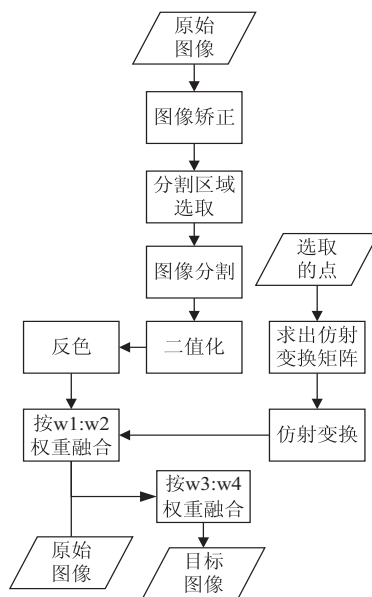 原始
图像
图像矫正
分割区域
选取
图像分割
选取
的点
反色
二值化
求出仿射
变换矩阵
按w1:w2
权重融合
仿射变换
按w3:w4
权重融合
原始
图像
目标
图像